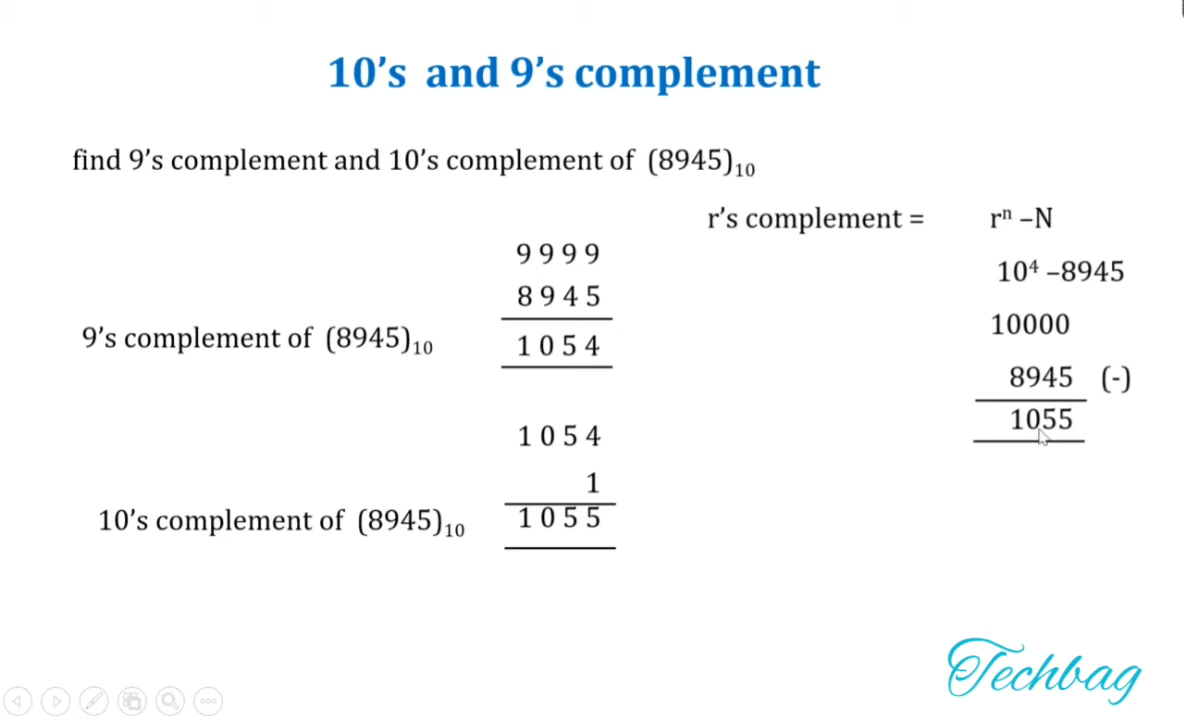 10’s and 9’s complement
find 9’s complement and 10’s complement of (8945)₁₀
r’s complement = rⁿ –N
10⁴ –8945
10000
8945 (-)
1055
9 9 9 9
8 9 4 5
9’s complement of (8945)₁₀ 1 0 5 4
1 0 5 4
1
10’s complement of (8945)₁₀ 1 0 5 5
Techbag